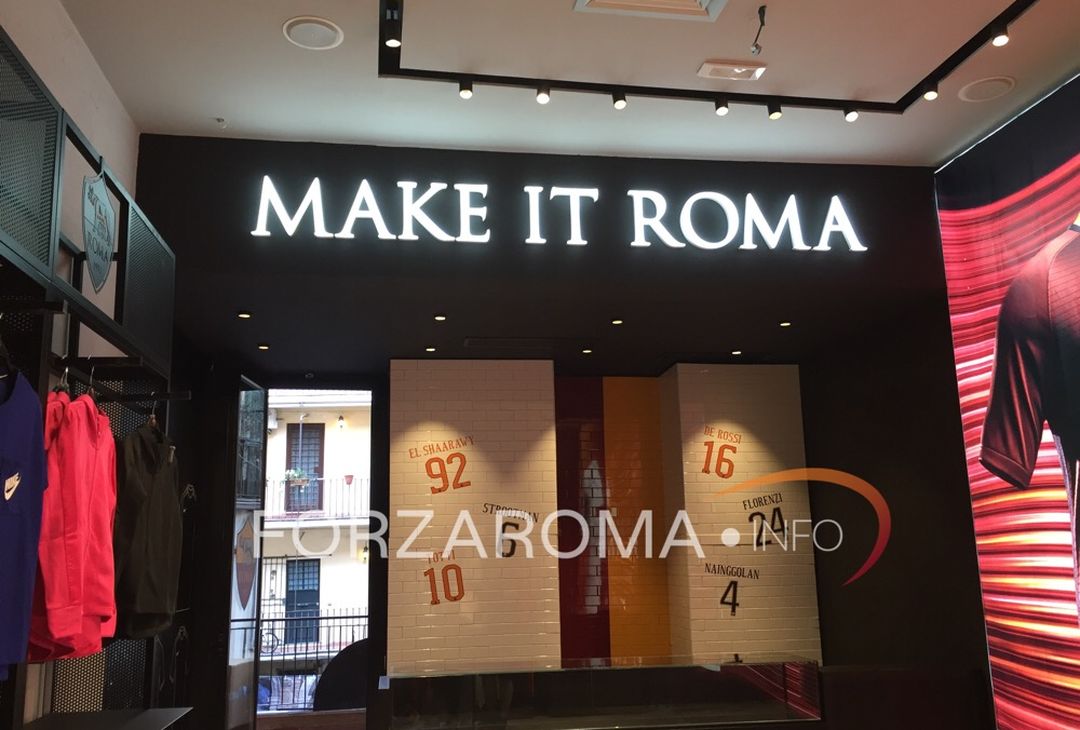 MAKE IT ROMA
ROMA
EL SHAARAWY
92
STROOTMAN
6
TOTTI
10
DE ROSSI
16
FLORENZI
24
NAINGGOLAN
4
FORZAROMA.INFO